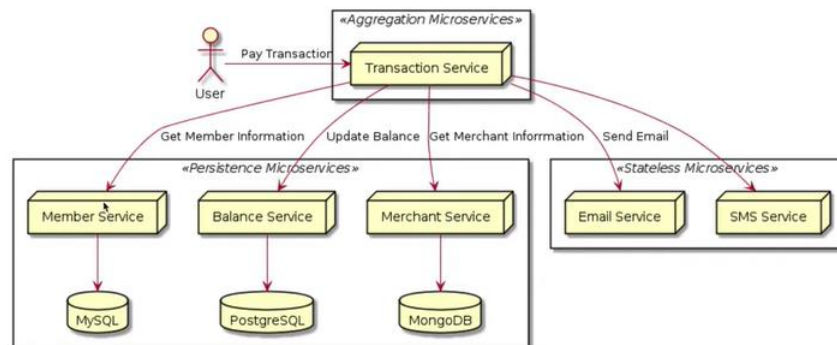 «Aggregation Microservices»
Pay Transaction
Transaction Service
User
Get Member Information
Update Balance
Get Merchant Inforrmation
Send Email
«Persistence Microservices»
«Stateless Microservices»
Member Service
Balance Service
Merchant Service
Email Service
SMS Service
MySQL
PostgreSQL
MongoDB